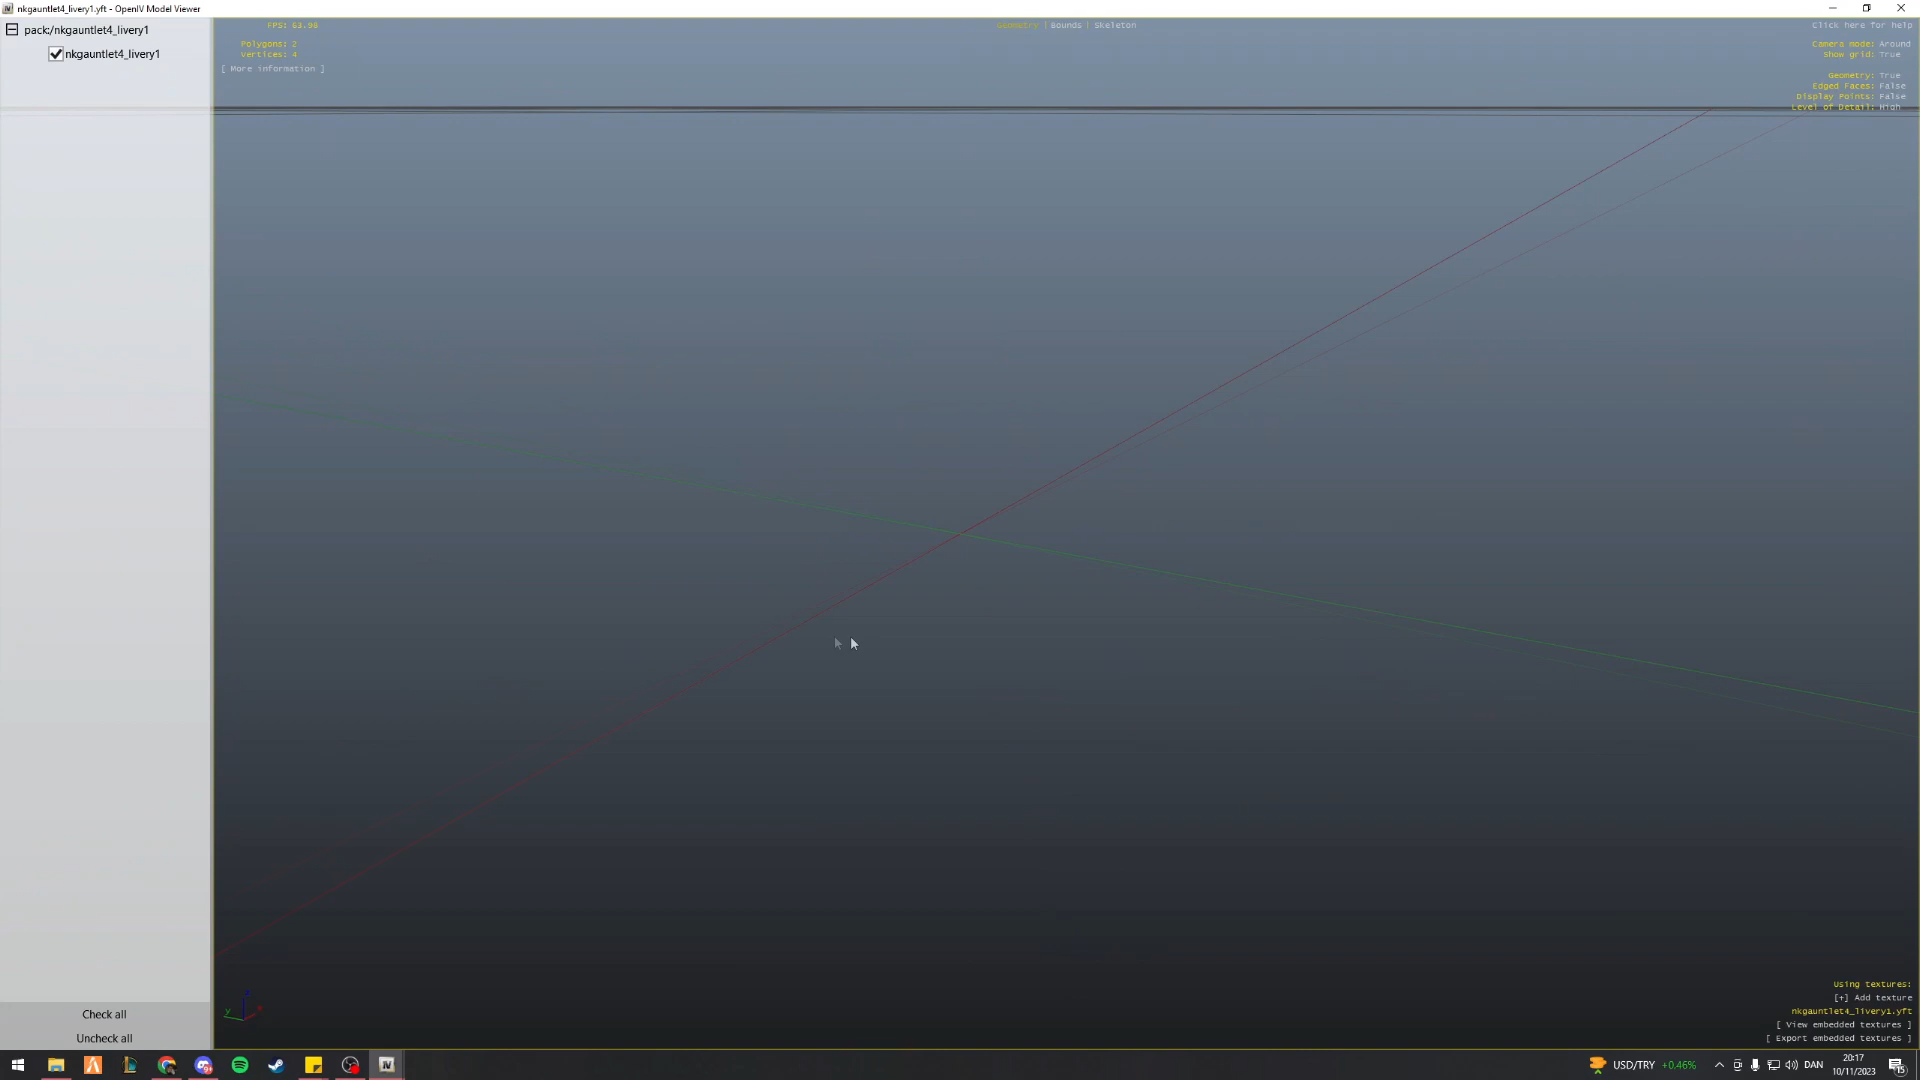 nkgauntlet4_livery1.yft - OpenIV Model Viewer
pack:/nkgauntlet4_livery1
nkgauntlet4_livery1
FPS: 63.90
Polygons: 2
Vertices: 4
[ More information ]
Geometry | Bounds | Skeleton
Click here for help
Camera mode: Around
Show grid: True
Geometry: True
Edged Faces: False
Display Points: False
Level of Detail: High
z
y
x
Using textures:
[+] Add texture
nkgauntlet4_livery1.yft
[ View embedded textures ]
[ Export embedded textures ]
Check all
Uncheck all
USD/TRY +0.46%
DAN
20:17
10/11/2023
15